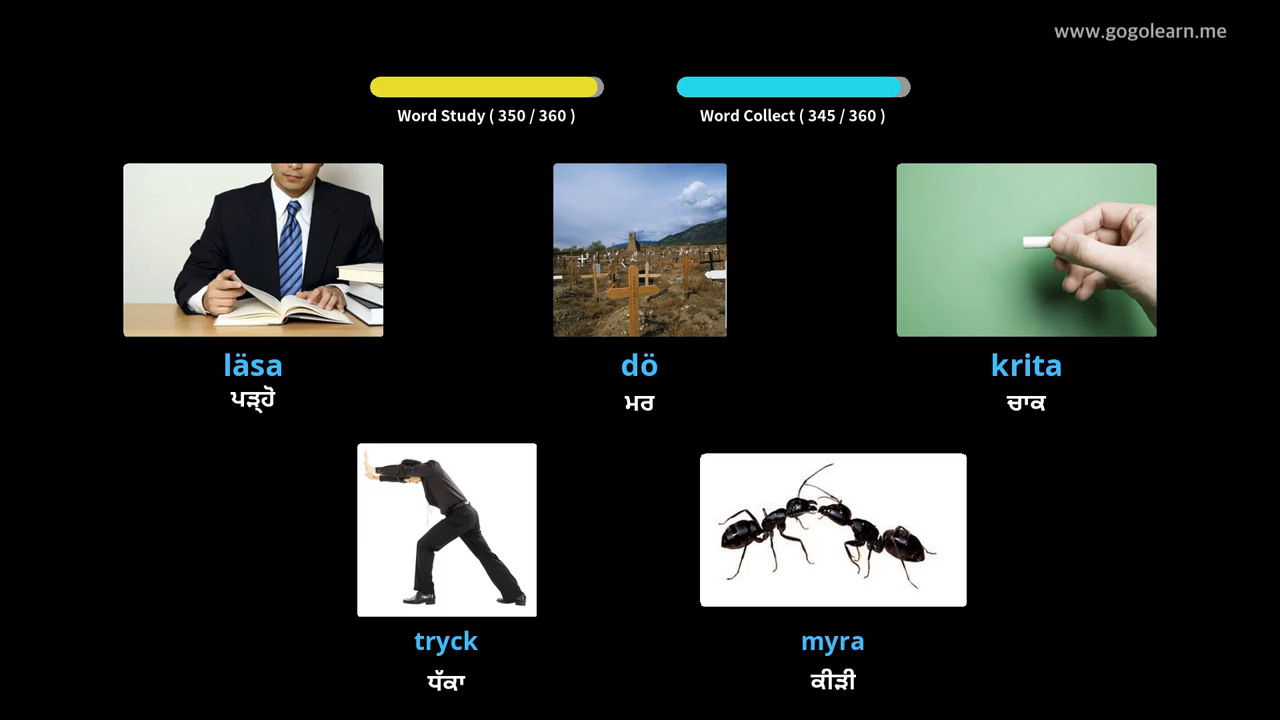 www.gogolearn.me
Word Study ( 350 / 360 )
Word Collect ( 345 / 360 )
läsa
ਪੜ੍ਹੋ
dö
ਮਰ
krita
ਚਾਕ
tryck
ਧੱਕਾ
myra
ਕੀੜੀ